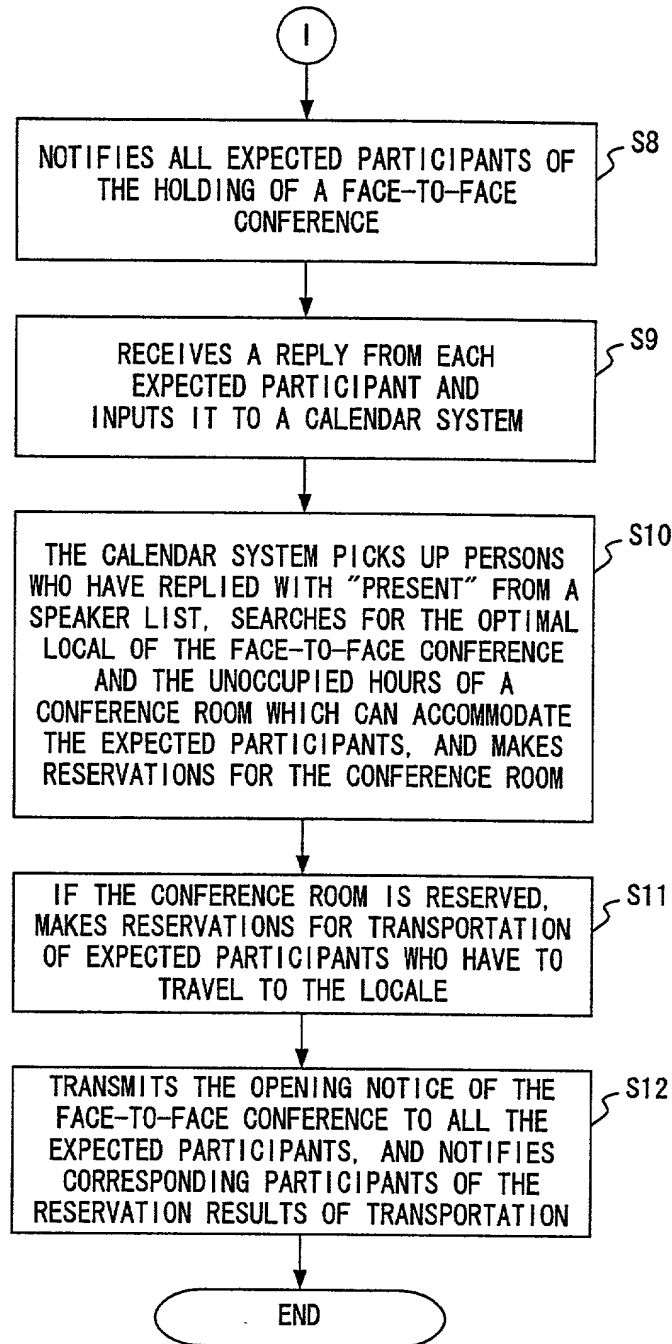 I
NOTIFIES ALL EXPECTED PARTICIPANTS OF
THE HOLDING OF A FACE-TO-FACE
CONFERENCE
S8
RECEIVES A REPLY FROM EACH
EXPECTED PARTICIPANT AND
INPUTS IT TO A CALENDAR SYSTEM
S9
THE CALENDAR SYSTEM PICKS UP PERSONS
WHO HAVE REPLIED WITH "PRESENT" FROM A
SPEAKER LIST, SEARCHES FOR THE OPTIMAL
LOCAL OF THE FACE-TO-FACE CONFERENCE
AND THE UNOCCUPIED HOURS OF A
CONFERENCE ROOM WHICH CAN ACCOMMODATE
THE EXPECTED PARTICIPANTS, AND MAKES
RESERVATIONS FOR THE CONFERENCE ROOM
S10
IF THE CONFERENCE ROOM IS RESERVED,
MAKES RESERVATIONS FOR TRANSPORTATION
OF EXPECTED PARTICIPANTS WHO HAVE TO
TRAVEL TO THE LOCALE
S11
TRANSMITS THE OPENING NOTICE OF THE
FACE-TO-FACE CONFERENCE TO ALL THE
EXPECTED PARTICIPANTS, AND NOTIFIES
CORRESPONDING PARTICIPANTS OF THE
RESERVATION RESULTS OF TRANSPORTATION
S12
END